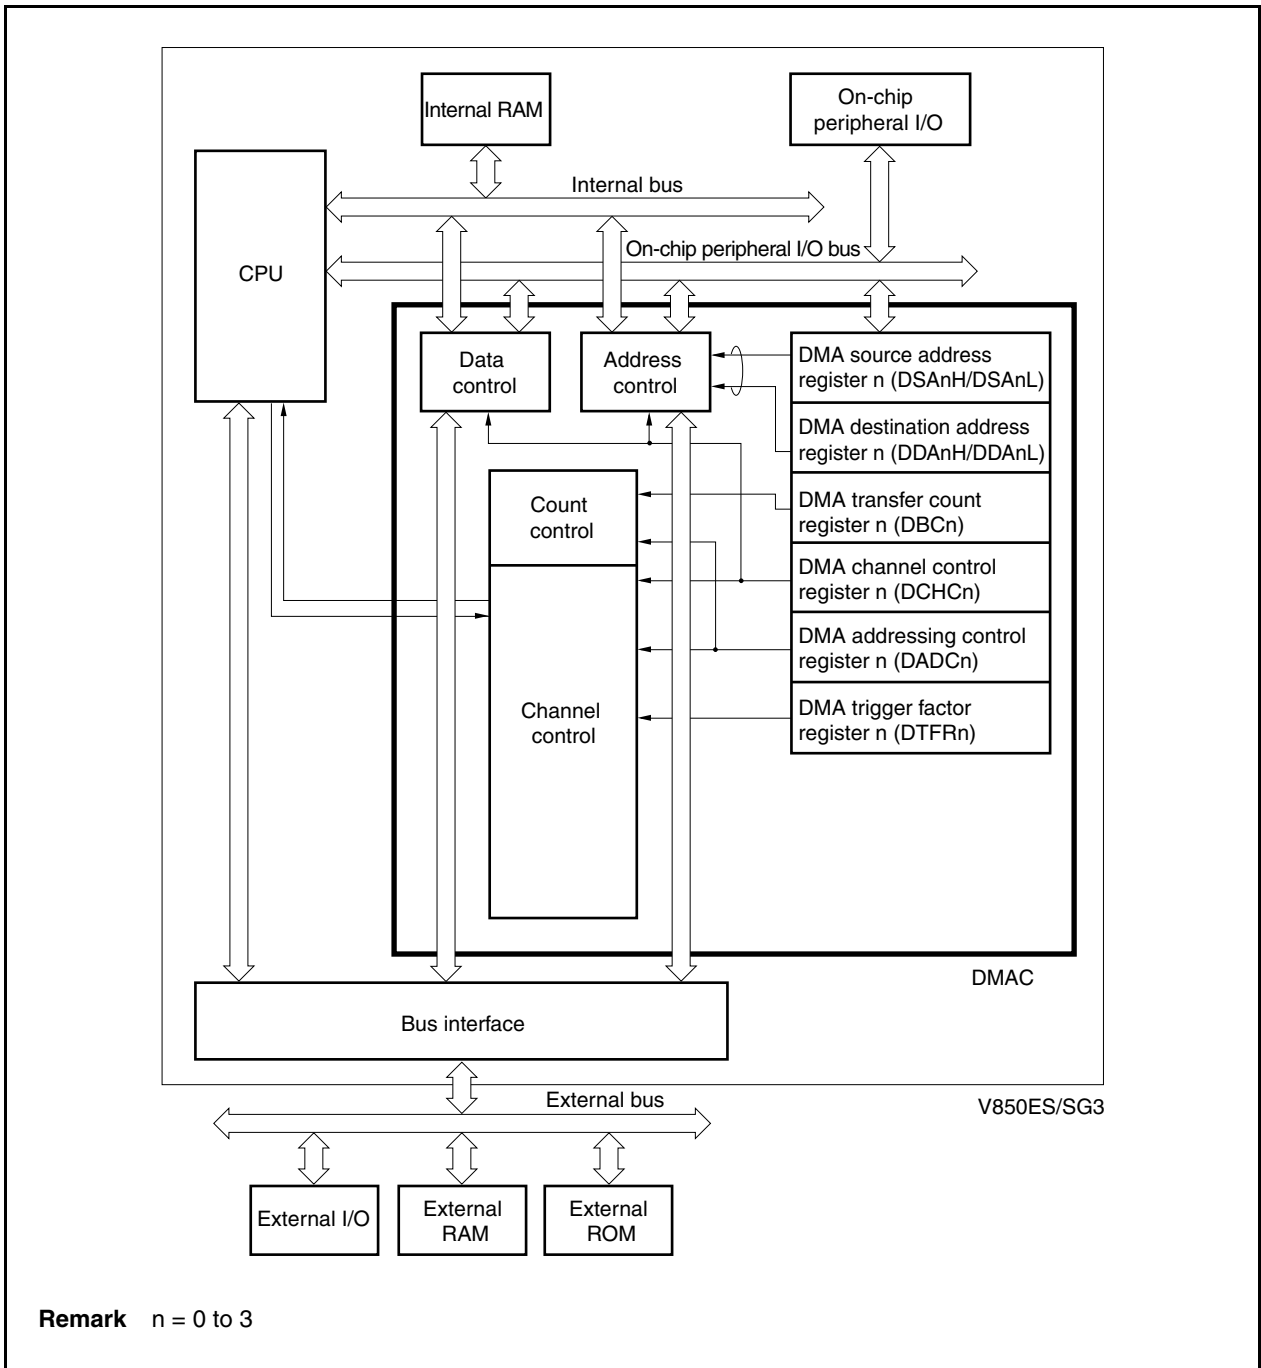 Internal RAM
On-chip
peripheral I/O
Internal bus
On-chip peripheral I/O bus
CPU
Data
control
Address
control
DMA source address
register n (DSAnH/DSAnL)
DMA destination address
register n (DDAnH/DDAnL)
Count
control
DMA transfer count
register n (DBCn)
DMA channel control
register n (DCHCn)
DMA addressing control
register n (DADCn)
Channel
control
DMA trigger factor
register n (DTFRn)
DMAC
Bus interface
External bus
V850ES/SG3
External I/O
External
RAM
External
ROM
Remark n = 0 to 3